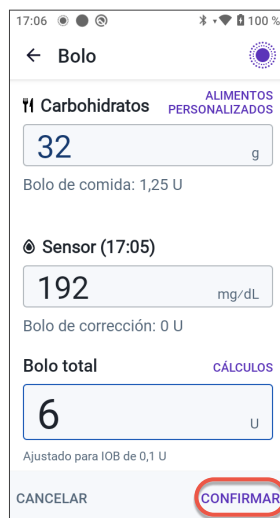 17:06 100 %
Bolo
Carbohidratos
ALIMENTOS
PERSONALIZADOS
32 g
Bolo de comida: 1,25 U
Sensor (17:05)
192 mg/dL
Bolo de corrección: 0 U
Bolo total CÁLCULOS
6 U
Ajustado para IOB de 0,1 U
CANCELAR CONFIRMAR